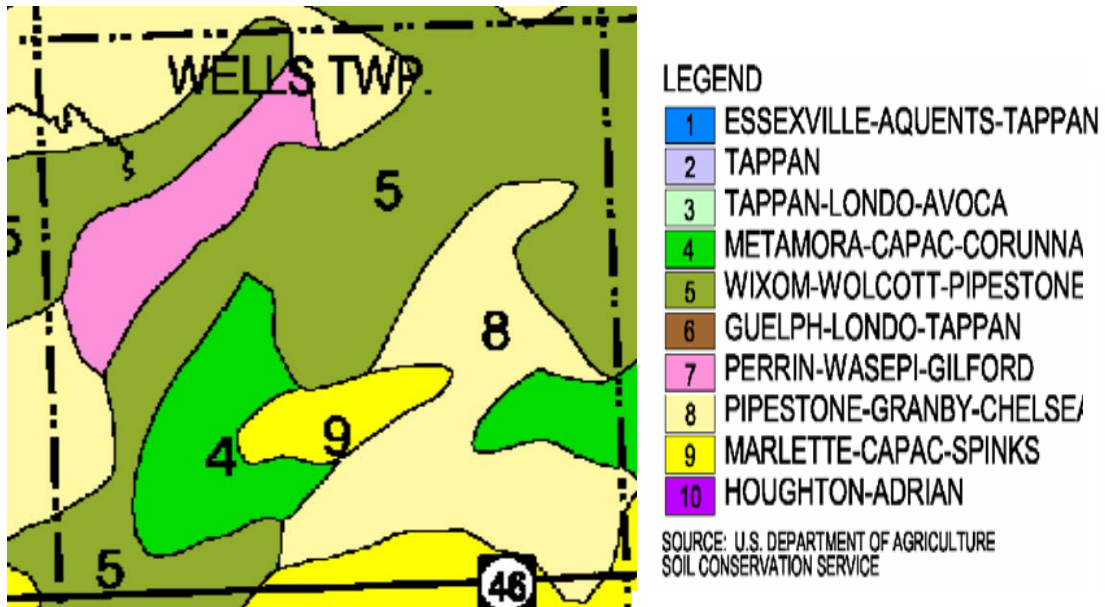 WELLS TWP.
5
5
8
4
9
5
46
LEGEND
1 ESSEXVILLE-AQUENTS-TAPPAN
2 TAPPAN
3 TAPPAN-LONDO-AVOCA
4 METAMORA-CAPAC-CORUNNA
5 WIXOM-WOLCOTT-PIPESTONE
6 GUELPH-LONDO-TAPPAN
7 PERRIN-WASEPI-GILFORD
8 PIPESTONE-GRANBY-CHELSEA
9 MARLETTE-CAPAC-SPINKS
10 HOUGHTON-ADRIAN
SOURCE: U.S. DEPARTMENT OF AGRICULTURE
SOIL CONSERVATION SERVICE